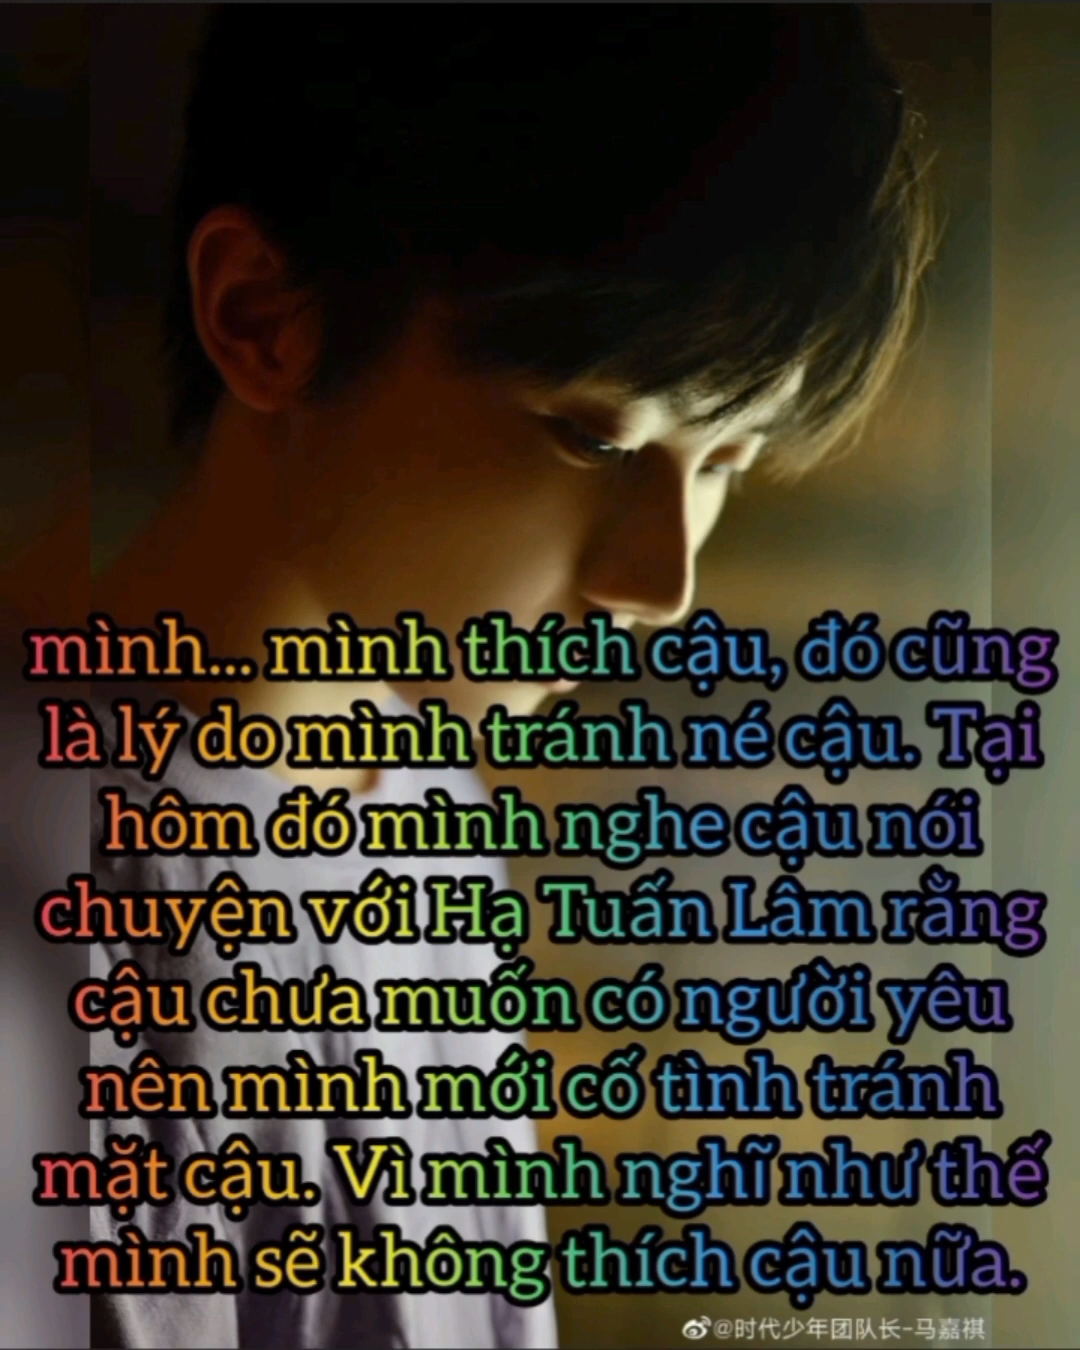 mình... mình thích cậu, đó cũng
là lý do mình tránh né cậu. Tại
hôm đó mình nghe cậu nói
chuyện với Hạ Tuấn Lâm rằng
cậu chưa muốn có người yêu
nên mình mới cố tình tránh
mặt cậu. Vì mình nghĩ như thế
mình sẽ không thích cậu nữa.
@时代少年团队长-马嘉祺